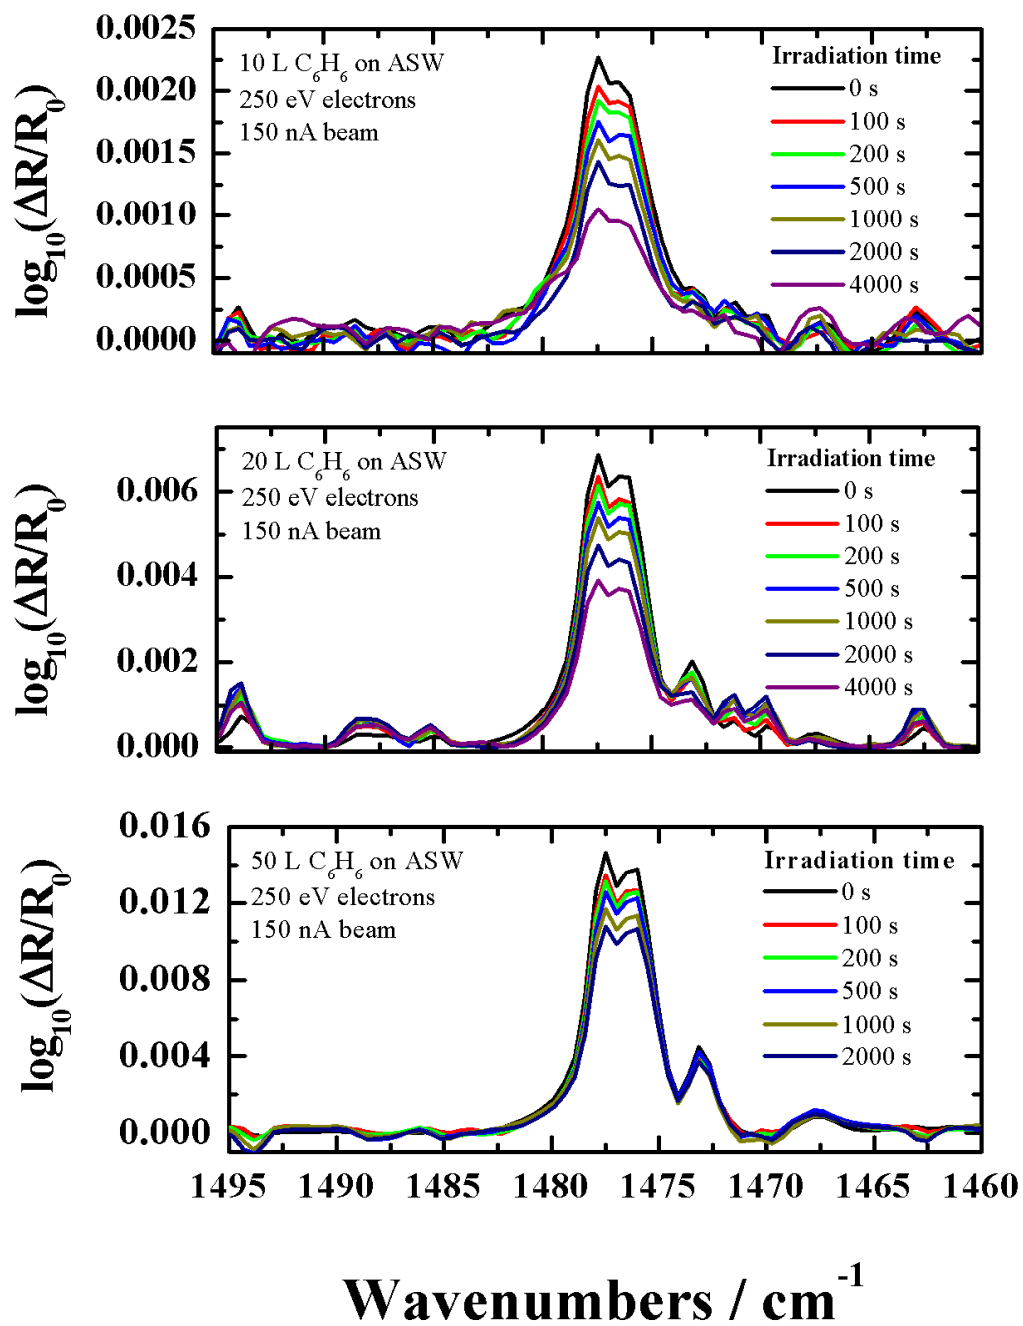 0.0025
0.0020
0.0015
0.0010
0.0005
0.0000
log₁₀(ΔR/R₀)
10 L C₆H₆ on ASW
250 eV electrons
150 nA beam
Irradiation time
0 s
100 s
200 s
500 s
1000 s
2000 s
4000 s
0.006
0.004
0.002
0.000
log₁₀(ΔR/R₀)
20 L C₆H₆ on ASW
250 eV electrons
150 nA beam
Irradiation time
0 s
100 s
200 s
500 s
1000 s
2000 s
4000 s
0.016
0.012
0.008
0.004
0.000
log₁₀(ΔR/R₀)
50 L C₆H₆ on ASW
250 eV electrons
150 nA beam
Irradiation time
0 s
100 s
200 s
500 s
1000 s
2000 s
1495 1490 1485 1480 1475 1470 1465 1460
Wavenumbers / cm⁻¹